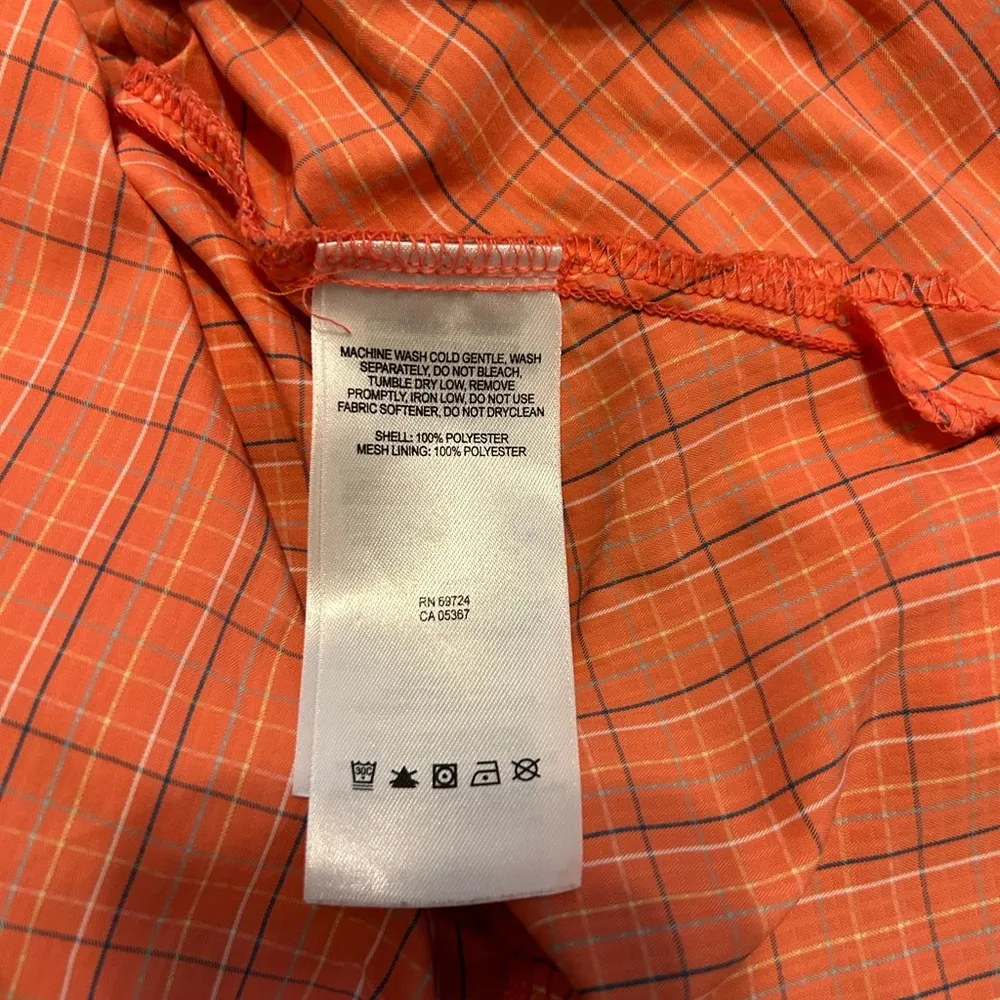 MACHINE WASH COLD GENTLE, WASH
SEPARATELY, DO NOT BLEACH,
TUMBLE DRY LOW, REMOVE
PROMPTLY, IRON LOW, DO NOT USE
FABRIC SOFTENER, DO NOT DRYCLEAN
SHELL: 100% POLYESTER
MESH LINING: 100% POLYESTER
RN 69724
CA 05367
30C